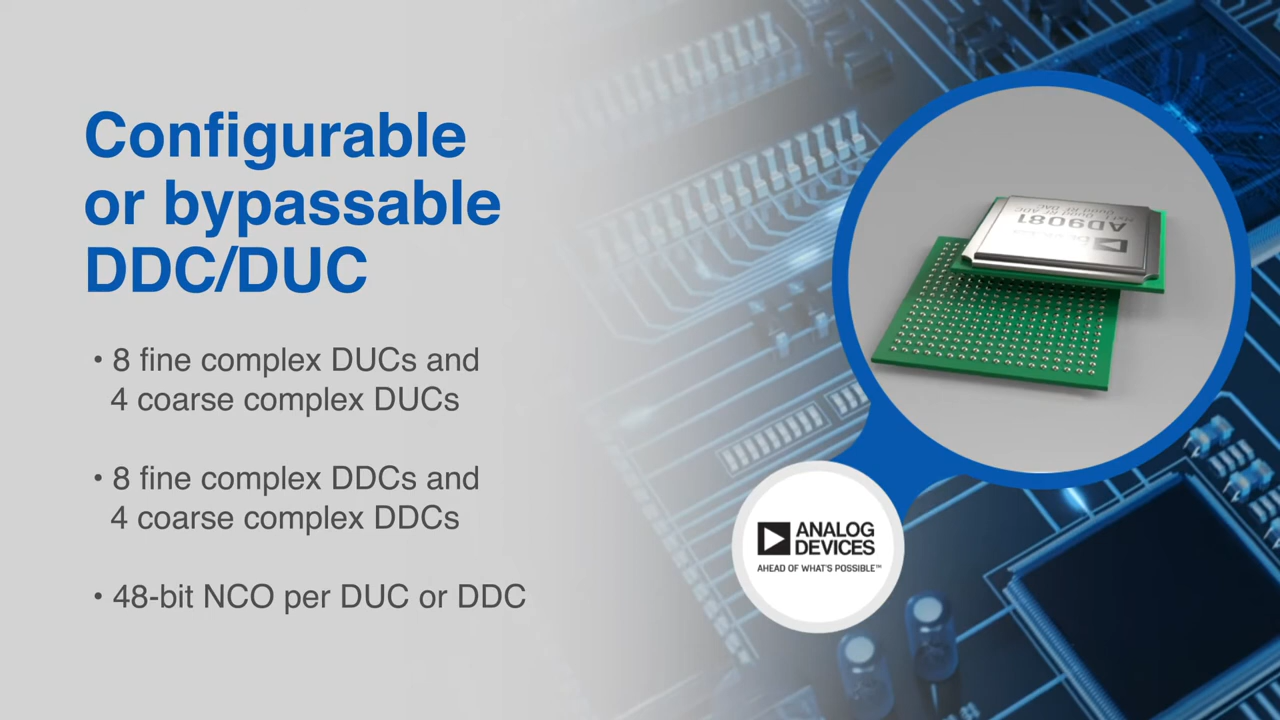 Configurable
or bypassable
DDC/DUC
• 8 fine complex DUCs and
4 coarse complex DUCs
• 8 fine complex DDCs and
4 coarse complex DDCs
• 48-bit NCO per DUC or DDC
AD9081
ANALOG
DEVICES
AHEAD OF WHAT'S POSSIBLE™